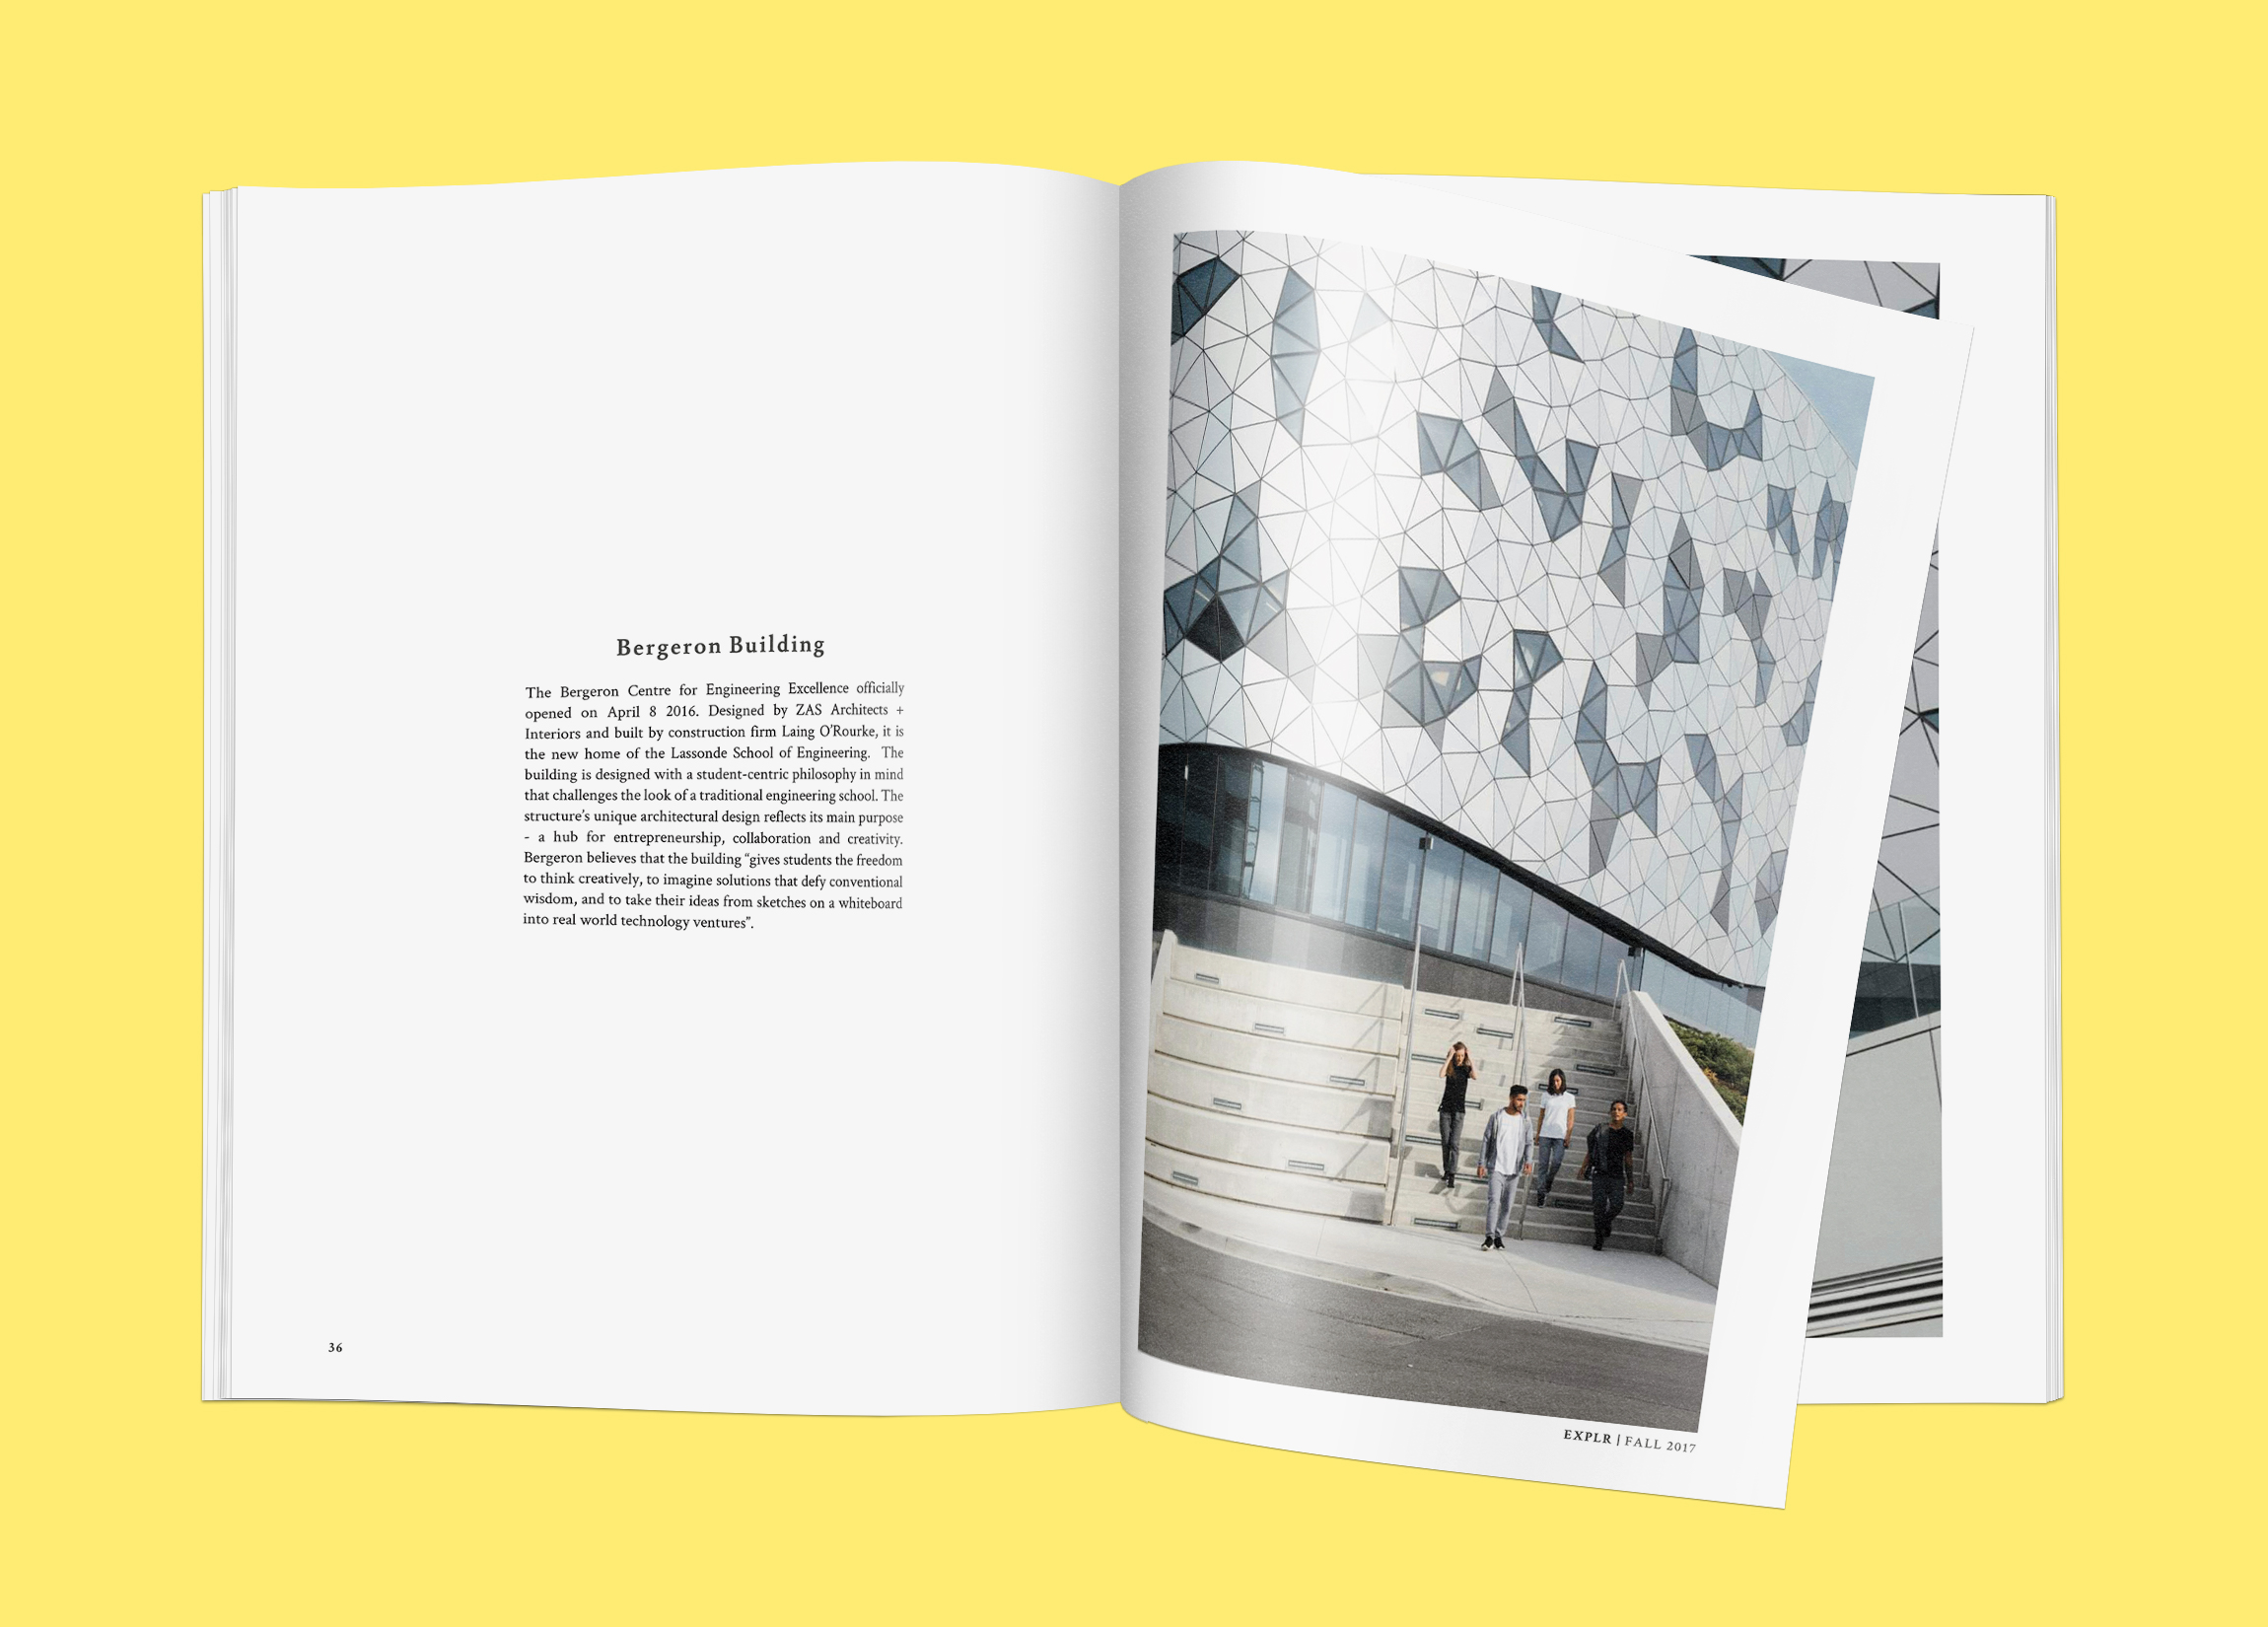 Bergeron Building
The Bergeron Centre for Engineering Excellence officially
opened on April 8 2016. Designed by ZAS Architects +
Interiors and built by construction firm Laing O’Rourke, it is
the new home of the Lassonde School of Engineering.  The
building is designed with a student-centric philosophy in mind
that challenges the look of a traditional engineering school. The
structure’s unique architectural design reflects its main purpose
- a hub for entrepreneurship, collaboration and creativity.
Bergeron believes that the building “gives students the freedom
to think creatively, to imagine solutions that defy conventional
wisdom, and to take their ideas from sketches on a whiteboard
into real world technology ventures”.
36
EXPLR | FALL 2017